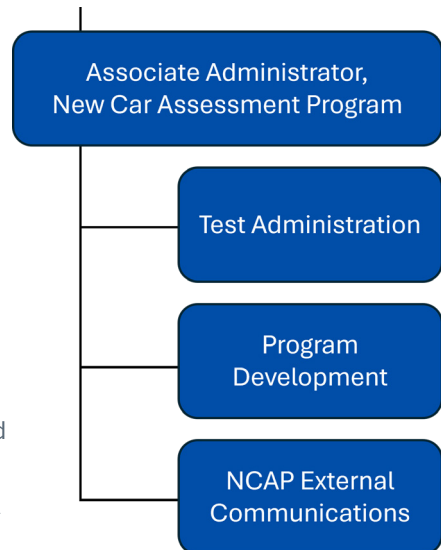 Associate Administrator,
New Car Assessment Program
Test Administration
Program
Development
NCAP External
Communications